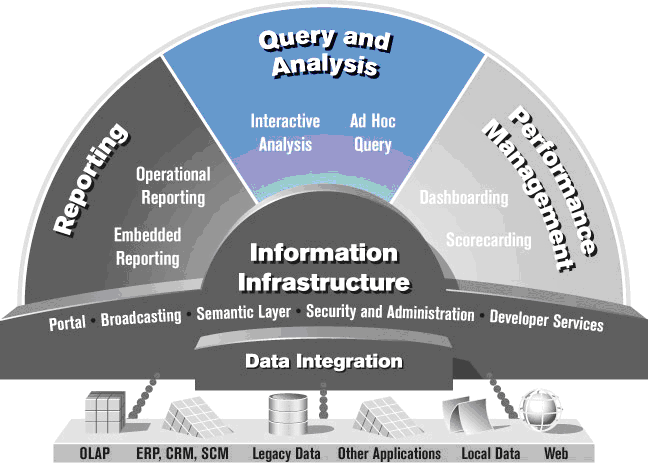 Query and
Analysis
Interactive
Analysis
Ad Hoc
Query
Reporting
Operational
Reporting
Embedded
Reporting
Performance
Management
Dashboarding
Scorecarding
Information
Infrastructure
Portal • Broadcasting • Semantic Layer • Security and Administration • Developer Services
Data Integration
OLAP
ERP, CRM, SCM
Legacy Data
Other Applications
Local Data
Web